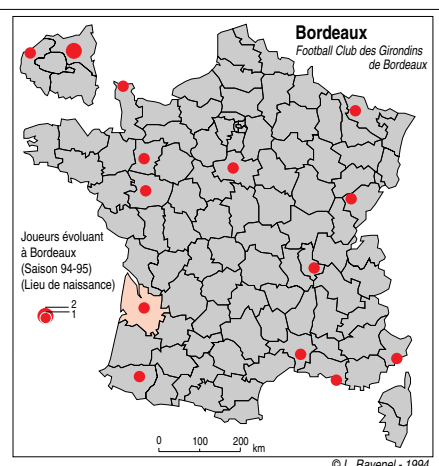 Bordeaux
Football Club des Girondins
de Bordeaux
Joueurs évoluant
à Bordeaux
(Saison 94-95)
(Lieu de naissance)
2
1
0 100 200
km
© L. Ravenel - 1994